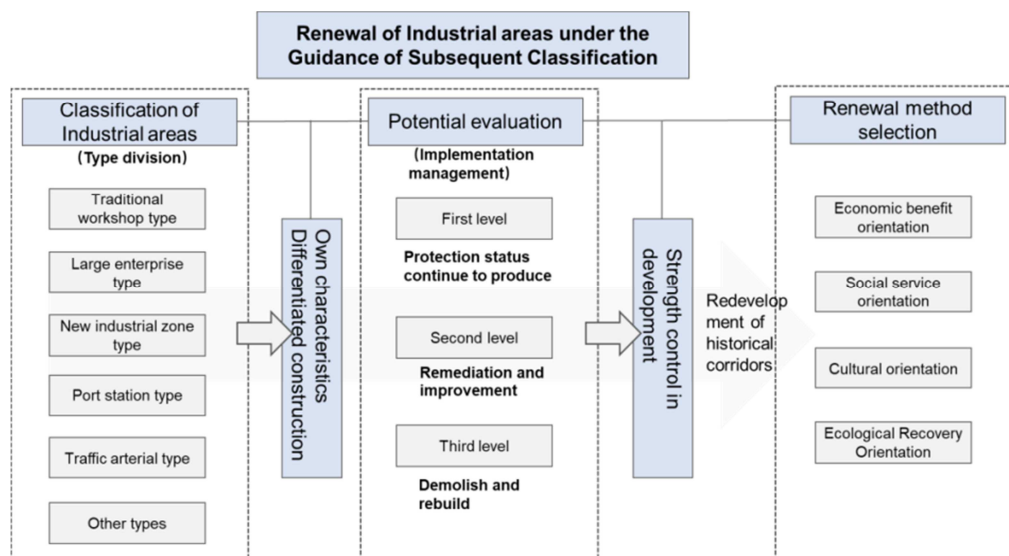 Renewal of Industrial areas under the
Guidance of Subsequent Classification
Classification of
Industrial areas
(Type division)
Traditional
workshop type
Large enterprise
type
New industrial zone
type
Port station type
Traffic arterial type
Other types
Own characteristics
Differentiated construction
Potential evaluation
(Implementation
management)
First level
Protection status
continue to produce
Second level
Remediation and
improvement
Third level
Demolish and
rebuild
Strength control in
development
Redevelop
ment of
historical
corridors
Renewal method
selection
Economic benefit
orientation
Social service
orientation
Cultural orientation
Ecological Recovery
Orientation